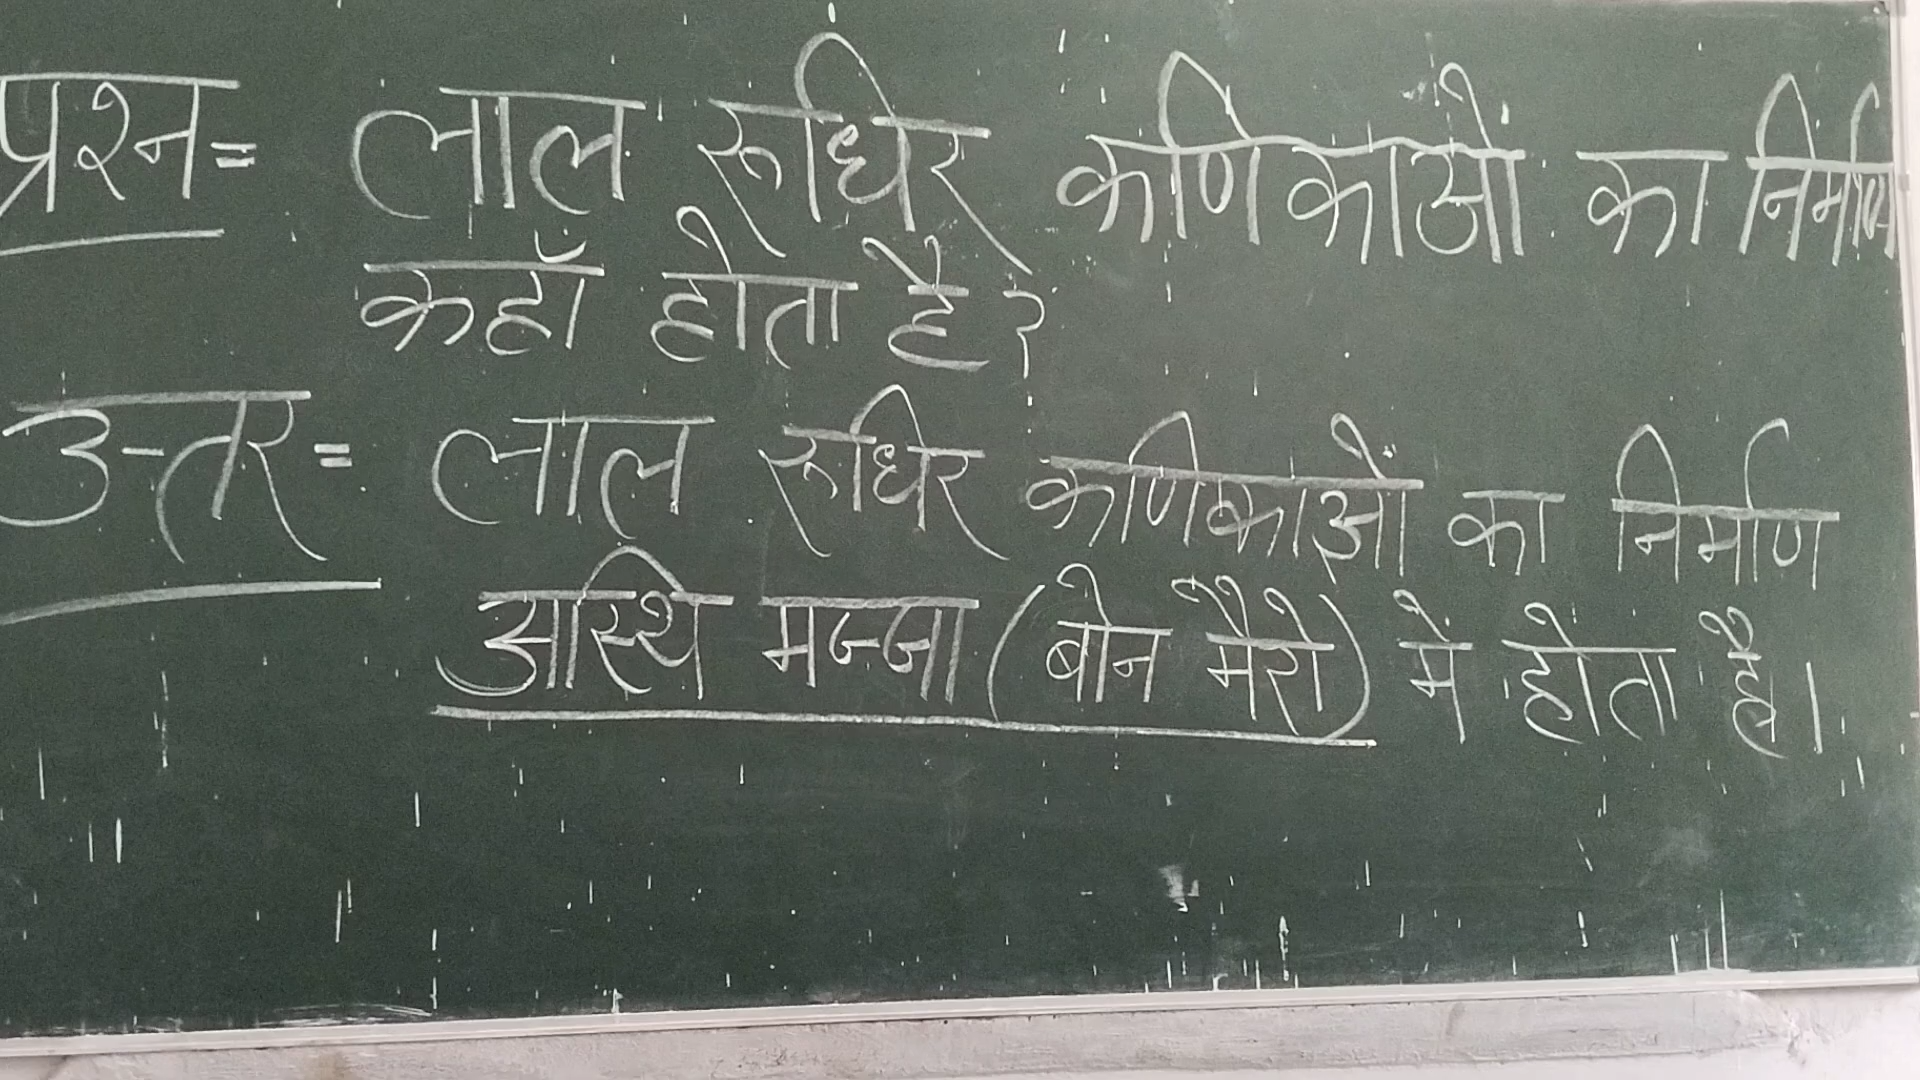 प्रश्न= लाल रूधिर कणिकाओं का निर्माण
कहाँ होता है?
उत्तर= लाल रूधिर कणिकाओं का निर्माण
अस्थि मज्जा (बोन मैरो) में होता है।